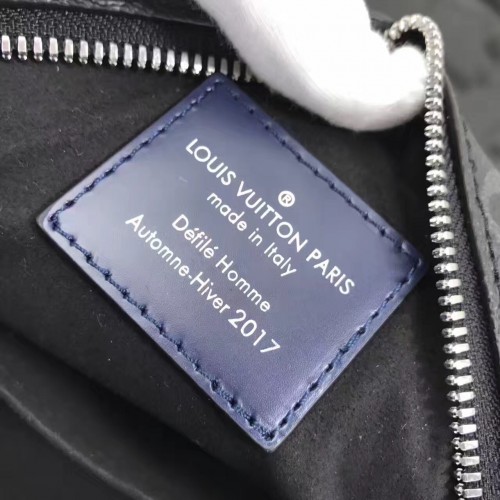 LOUIS VUITTON PARIS
®
made in Italy
Défilé Homme
Automne-Hiver 2017